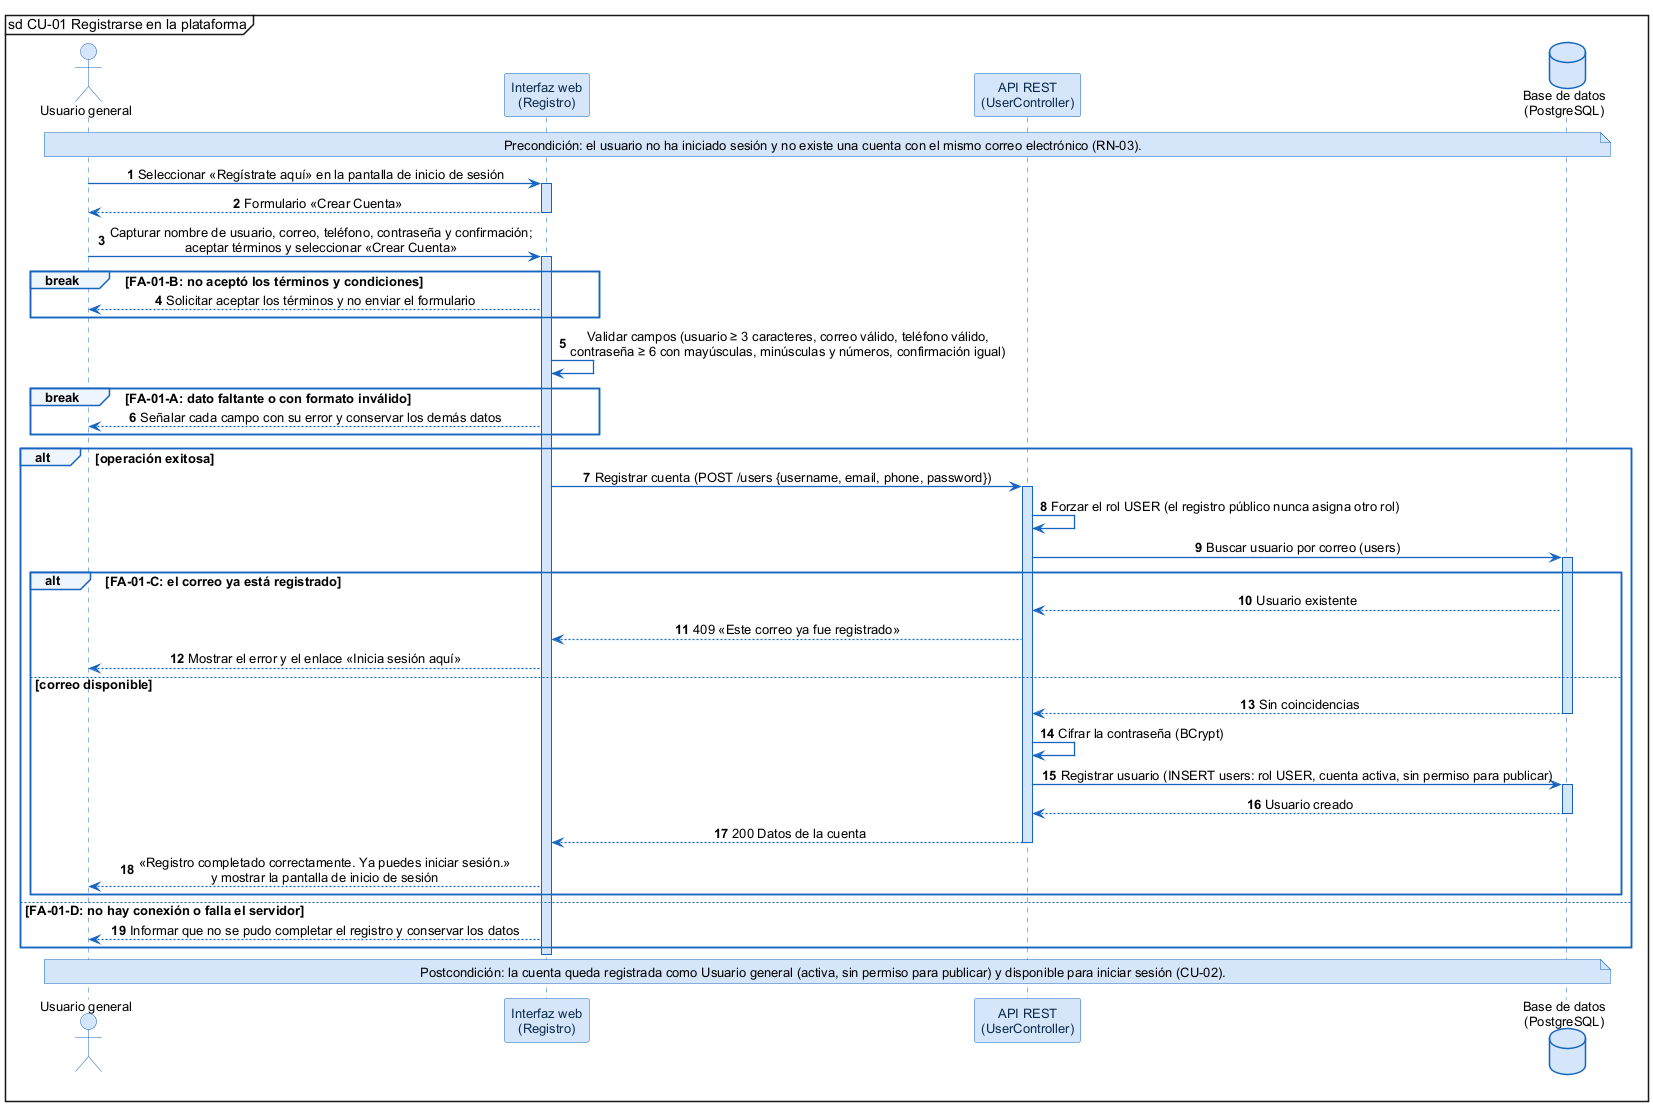 sd CU-01 Registrarse en la plataforma
Usuario general
Interfaz web
(Registro)
API REST
(UserController)
Base de datos
(PostgreSQL)
Precondición: el usuario no ha iniciado sesión y no existe una cuenta con el mismo correo electrónico (RN-03).
1 Seleccionar «Regístrate aquí» en la pantalla de inicio de sesión
2 Formulario «Crear Cuenta»
3 Capturar nombre de usuario, correo, teléfono, contraseña y confirmación;
aceptar términos y seleccionar «Crear Cuenta»
break [FA-01-B: no aceptó los términos y condiciones]
4 Solicitar aceptar los términos y no enviar el formulario
5 Validar campos (usuario ≥ 3 caracteres, correo válido, teléfono válido,
contraseña ≥ 6 con mayúsculas, minúsculas y números, confirmación igual)
break [FA-01-A: dato faltante o con formato inválido]
6 Señalar cada campo con su error y conservar los demás datos
alt [operación exitosa]
7 Registrar cuenta (POST /users {username, email, phone, password})
8 Forzar el rol USER (el registro público nunca asigna otro rol)
9 Buscar usuario por correo (users)
alt [FA-01-C: el correo ya está registrado]
10 Usuario existente
11 409 «Este correo ya fue registrado»
12 Mostrar el error y el enlace «Inicia sesión aquí»
[correo disponible]
13 Sin coincidencias
14 Cifrar la contraseña (BCrypt)
15 Registrar usuario (INSERT users: rol USER, cuenta activa, sin permiso para publicar)
16 Usuario creado
17 200 Datos de la cuenta
18 «Registro completado correctamente. Ya puedes iniciar sesión.»
y mostrar la pantalla de inicio de sesión
[FA-01-D: no hay conexión o falla el servidor]
19 Informar que no se pudo completar el registro y conservar los datos
Postcondición: la cuenta queda registrada como Usuario general (activa, sin permiso para publicar) y disponible para iniciar sesión (CU-02).
Usuario general
Interfaz web
(Registro)
API REST
(UserController)
Base de datos
(PostgreSQL)